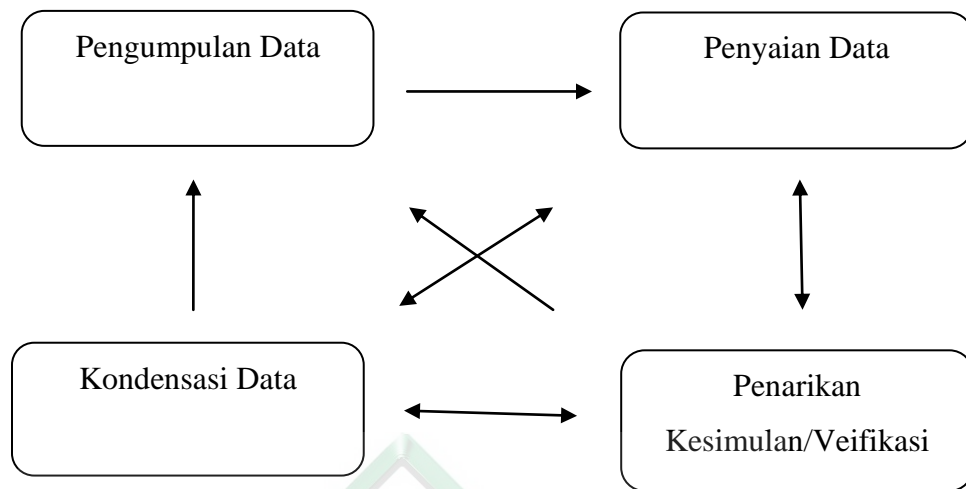 Pengumpulan Data
Penyaian Data
Kondensasi Data
Penarikan
Kesimulan/Veifikasi